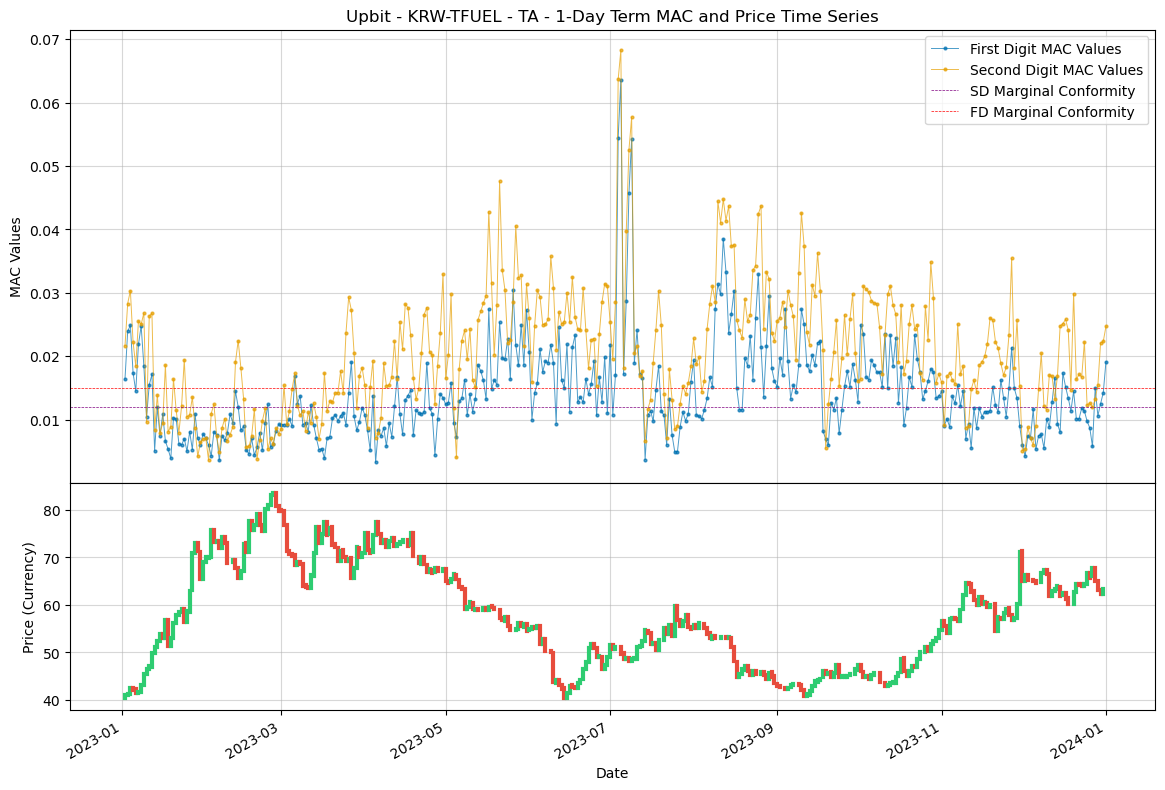 Upbit - KRW-TFUEL - TA - 1-Day Term MAC and Price Time Series
First Digit MAC Values
Second Digit MAC Values
SD Marginal Conformity
FD Marginal Conformity
MAC Values
0.07
0.06
0.05
0.04
0.03
0.02
0.01
Price (Currency)
80
70
60
50
40
2023-01
2023-03
2023-05
2023-07
2023-09
2023-11
2024-01
Date